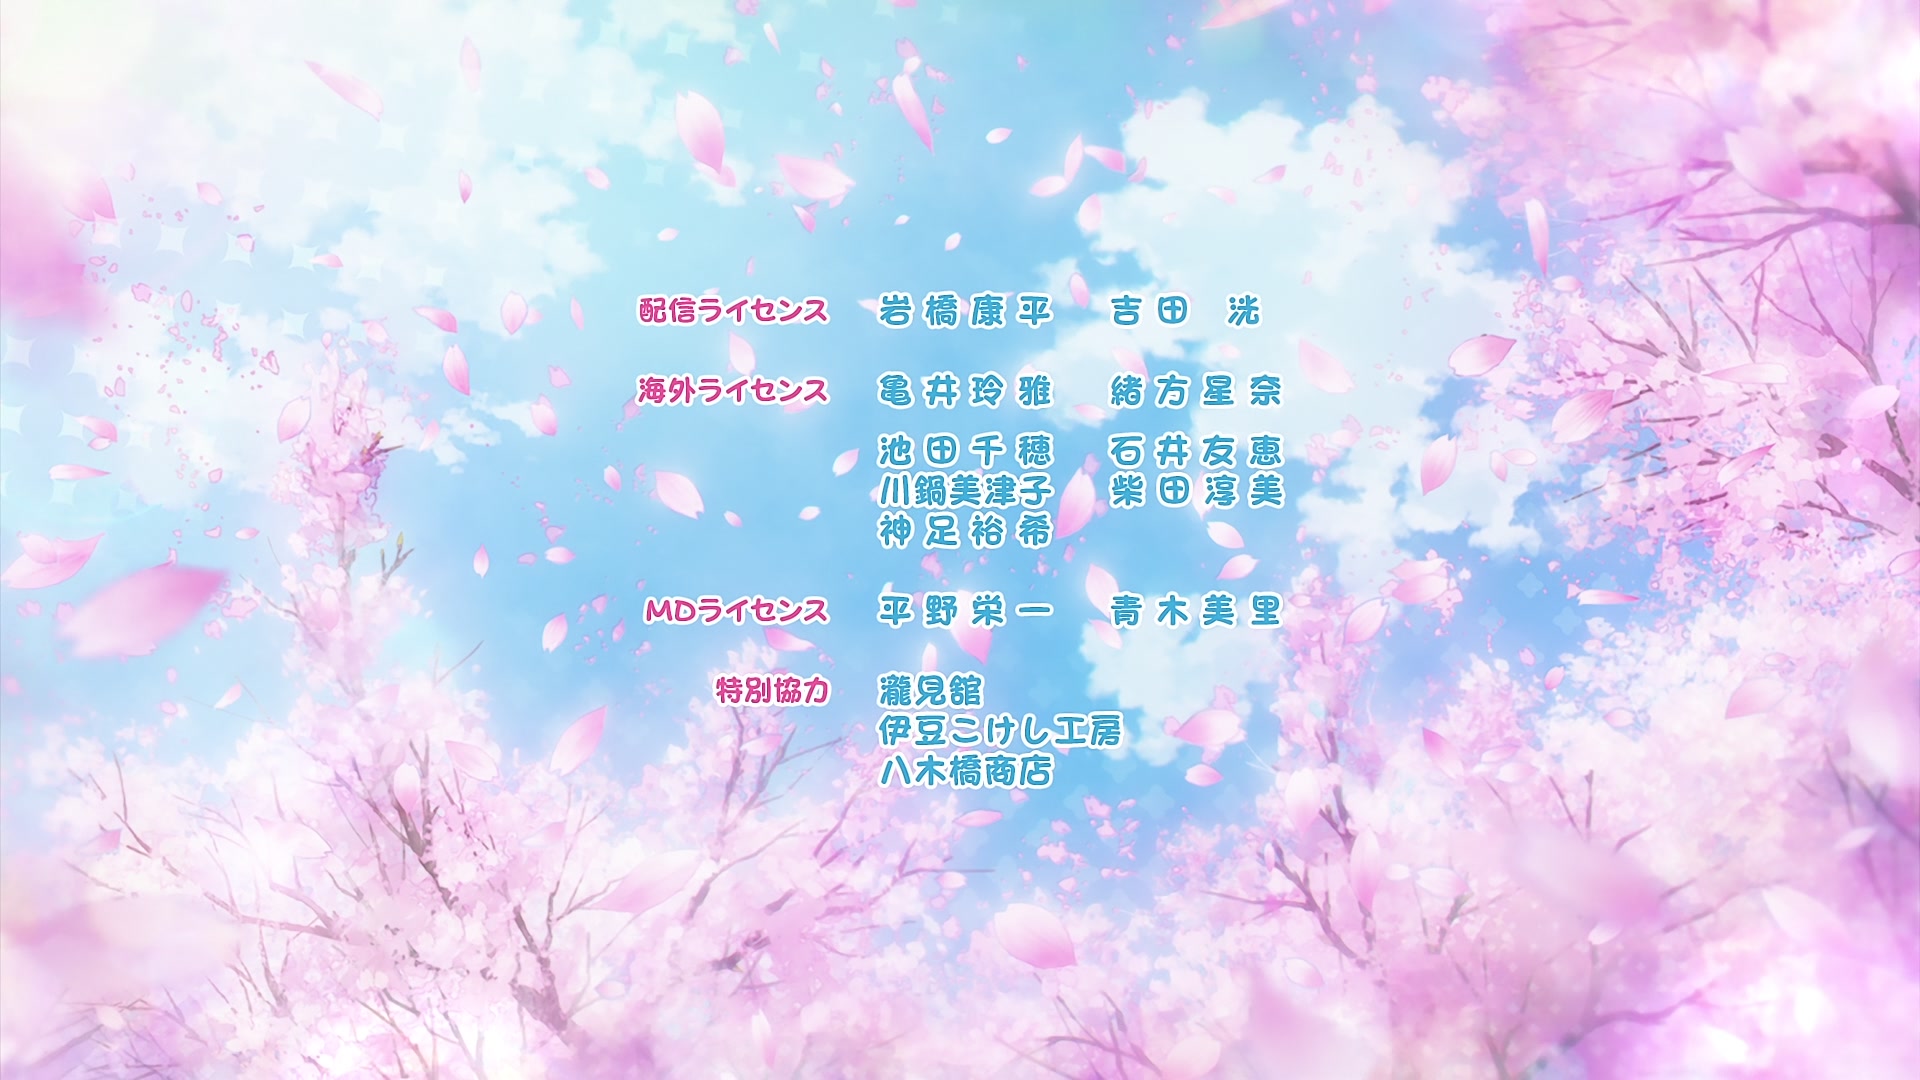 配信ライセンス 岩橋康平 吉田 洸
海外ライセンス 亀井玲雅 緒方星奈
池田千穂 石井友恵
川鍋美津子 柴田淳美
神足裕希
MDライセンス 平野栄一 青木美里
特別協力 瀧見舘
伊豆こけし工房
八木橋商店